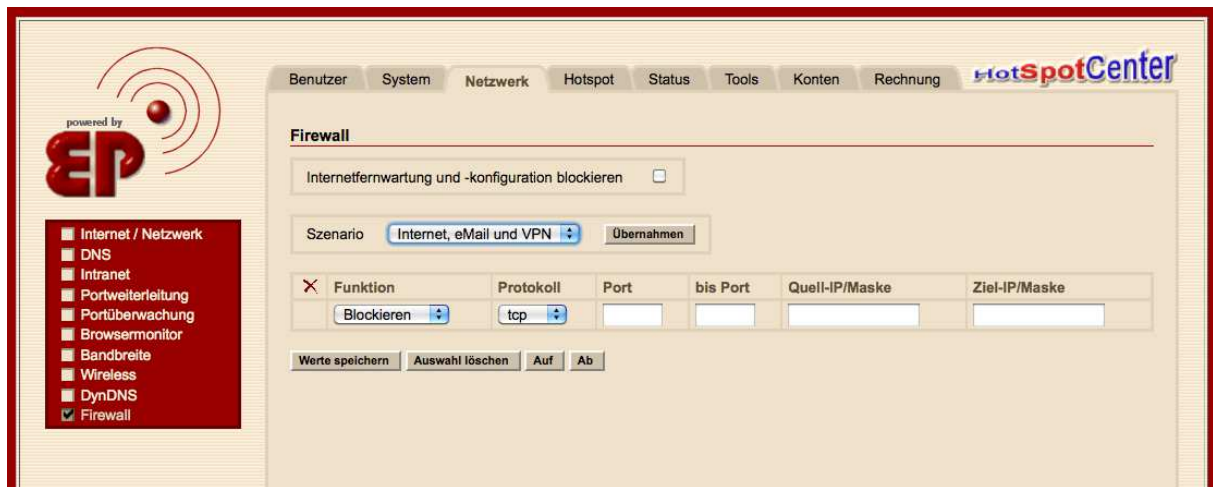 Benutzer System Netzwerk Hotspot Status Tools Konten Rechnung HotSpotCenter
powered by
EP
Firewall
Internetfernwartung und -konfiguration blockieren
Szenario Internet, eMail und VPN Übernahmen
Funktion Protokoll Port bis Port Quell-IP/Maske Ziel-IP/Maske
Blockieren tcp
Werte speichern Auswahl löschen Auf Ab
Internet / Netzwerk
DNS
Intranet
Portweiterleitung
Portüberwachung
Browsermonitor
Bandbreite
Wireless
DynDNS
Firewall